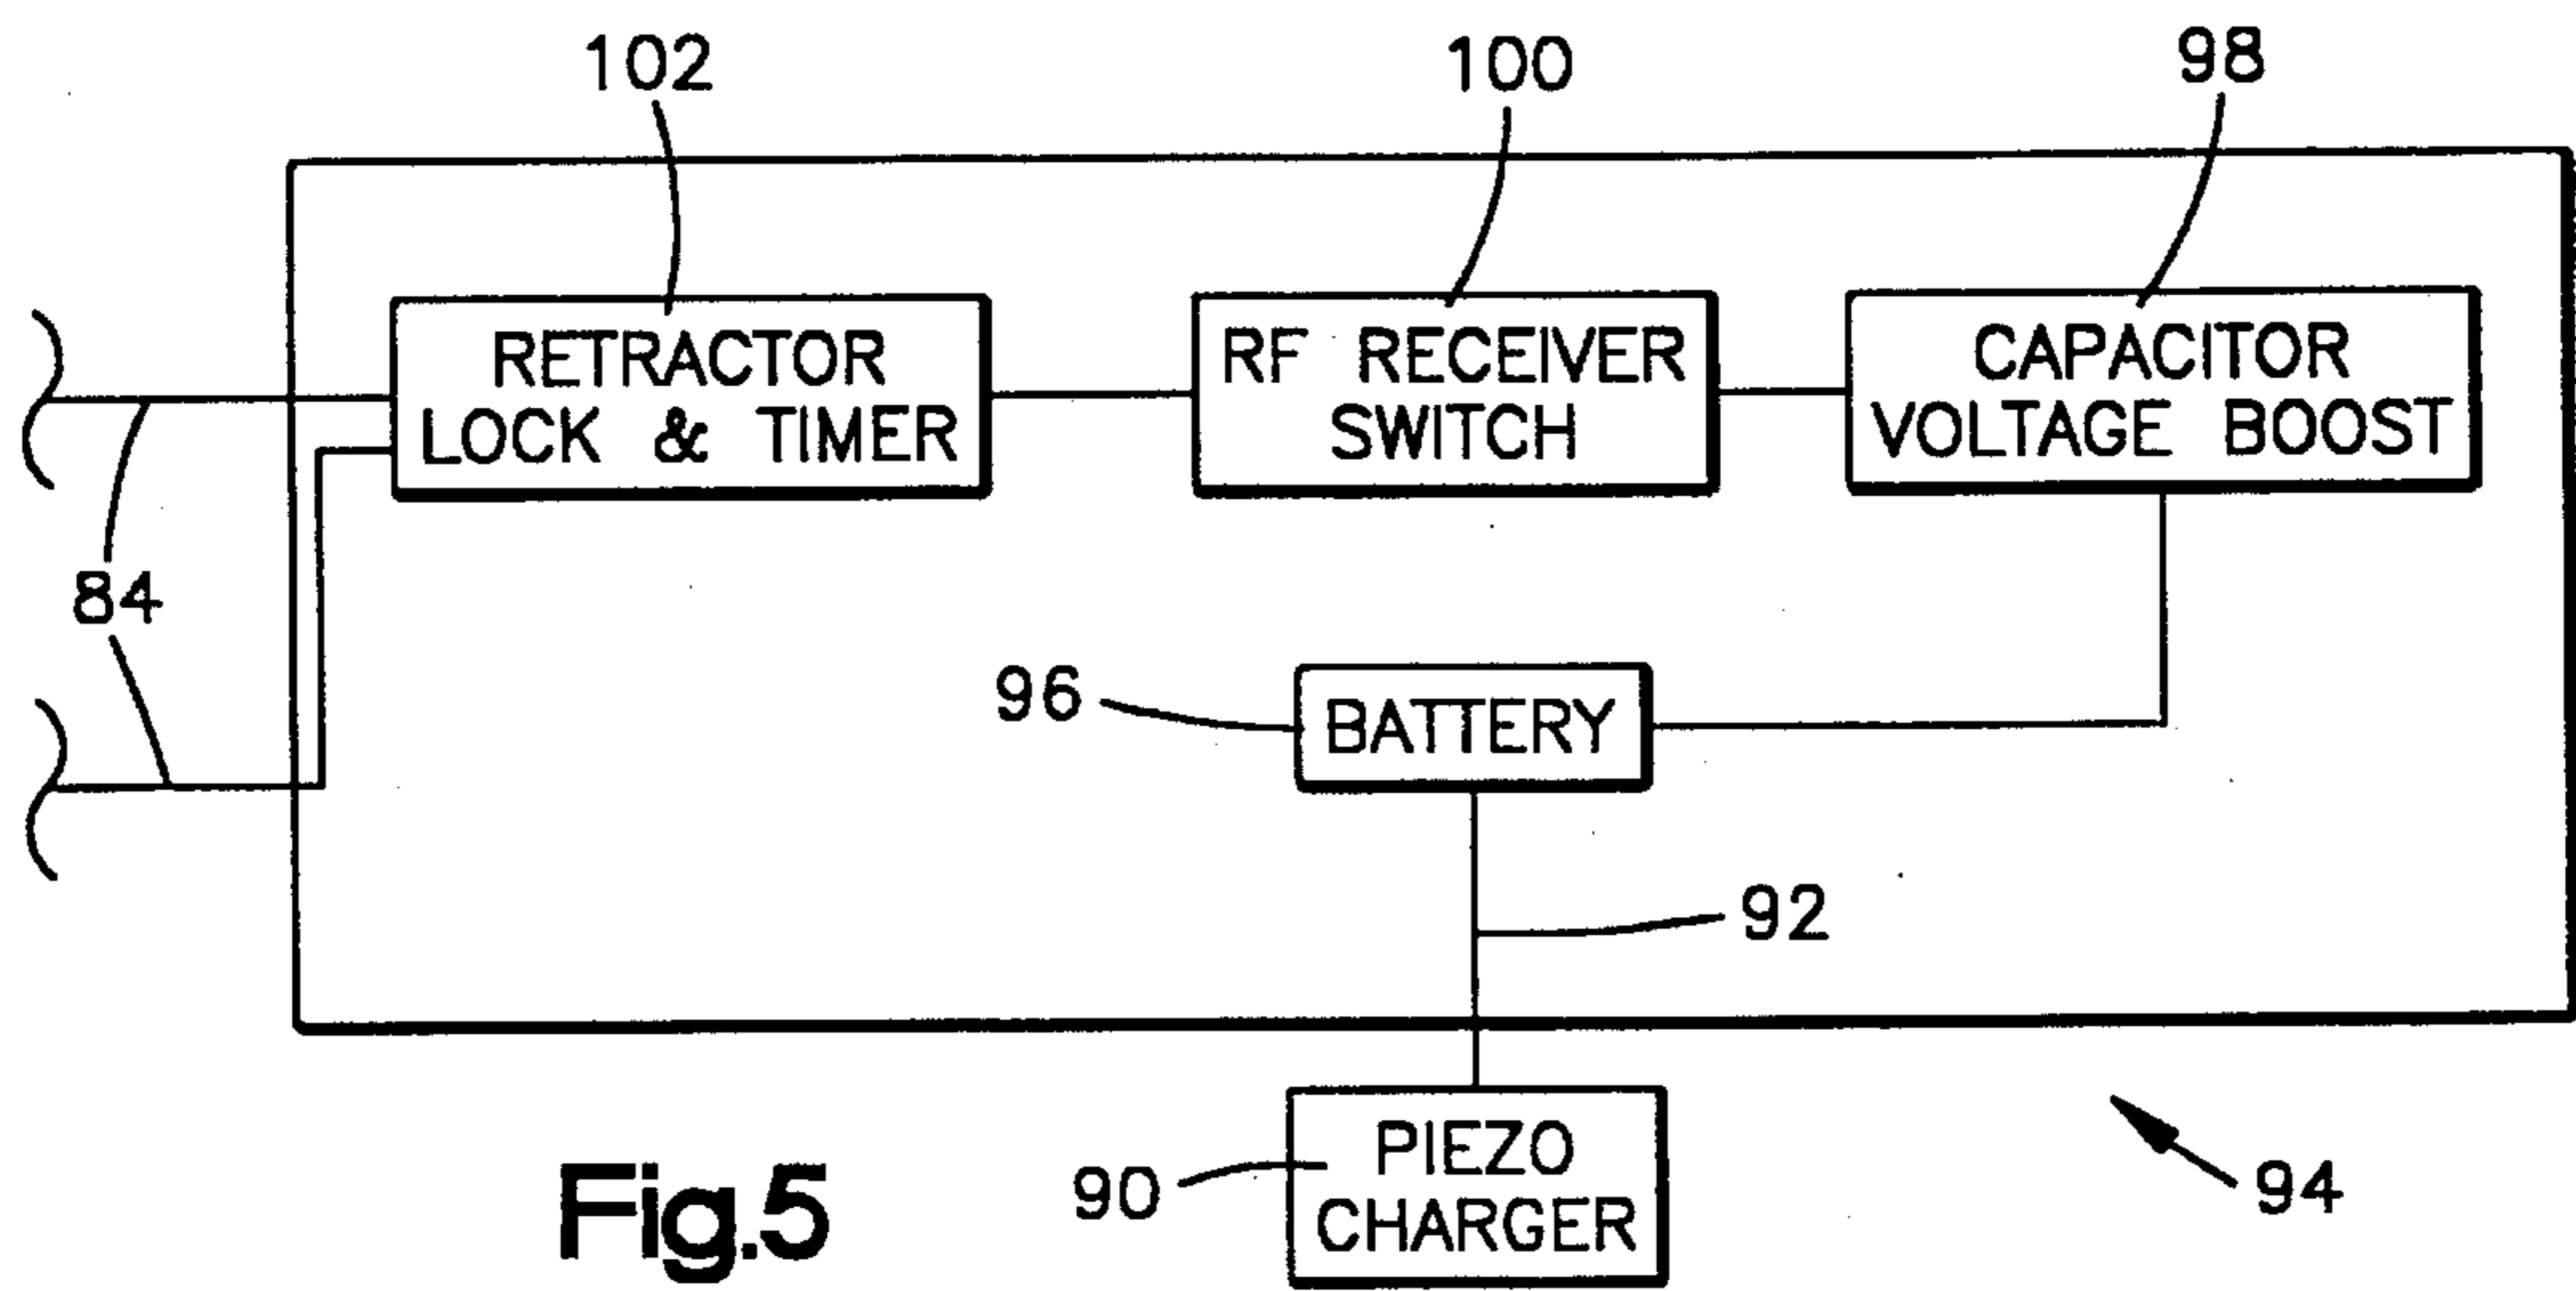 102
100
98
RETRACTOR
LOCK & TIMER
RF RECEIVER
SWITCH
CAPACITOR
VOLTAGE BOOST
84
96
BATTERY
92
90
PIEZO
CHARGER
94
Fig.5